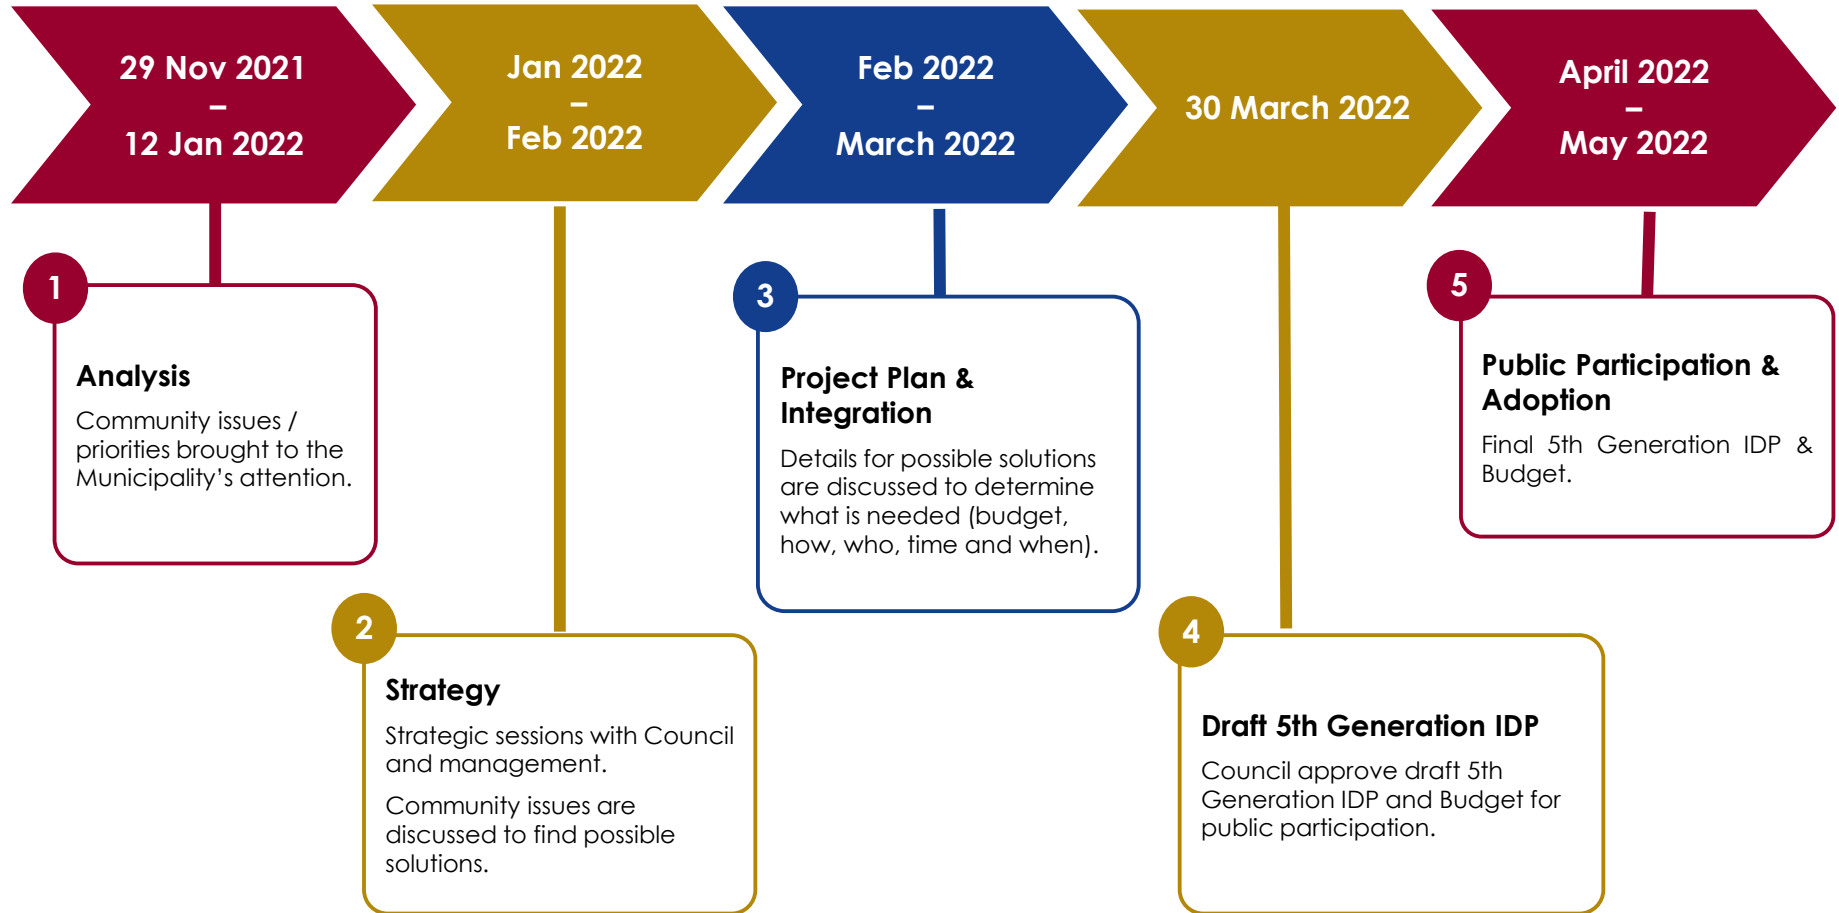 29 Nov 2021
–
12 Jan 2022
Jan 2022
–
Feb 2022
Feb 2022
–
March 2022
30 March 2022
April 2022
–
May 2022
1
Analysis
Community issues /
priorities brought to the
Municipality’s attention.
2
Strategy
Strategic sessions with Council
and management.
Community issues are
discussed to find possible
solutions.
3
Project Plan &
Integration
Details for possible solutions
are discussed to determine
what is needed (budget,
how, who, time and when).
4
Draft 5th Generation IDP
Council approve draft 5th
Generation IDP and Budget for
public participation.
5
Public Participation &
Adoption
Final 5th Generation IDP &
Budget.